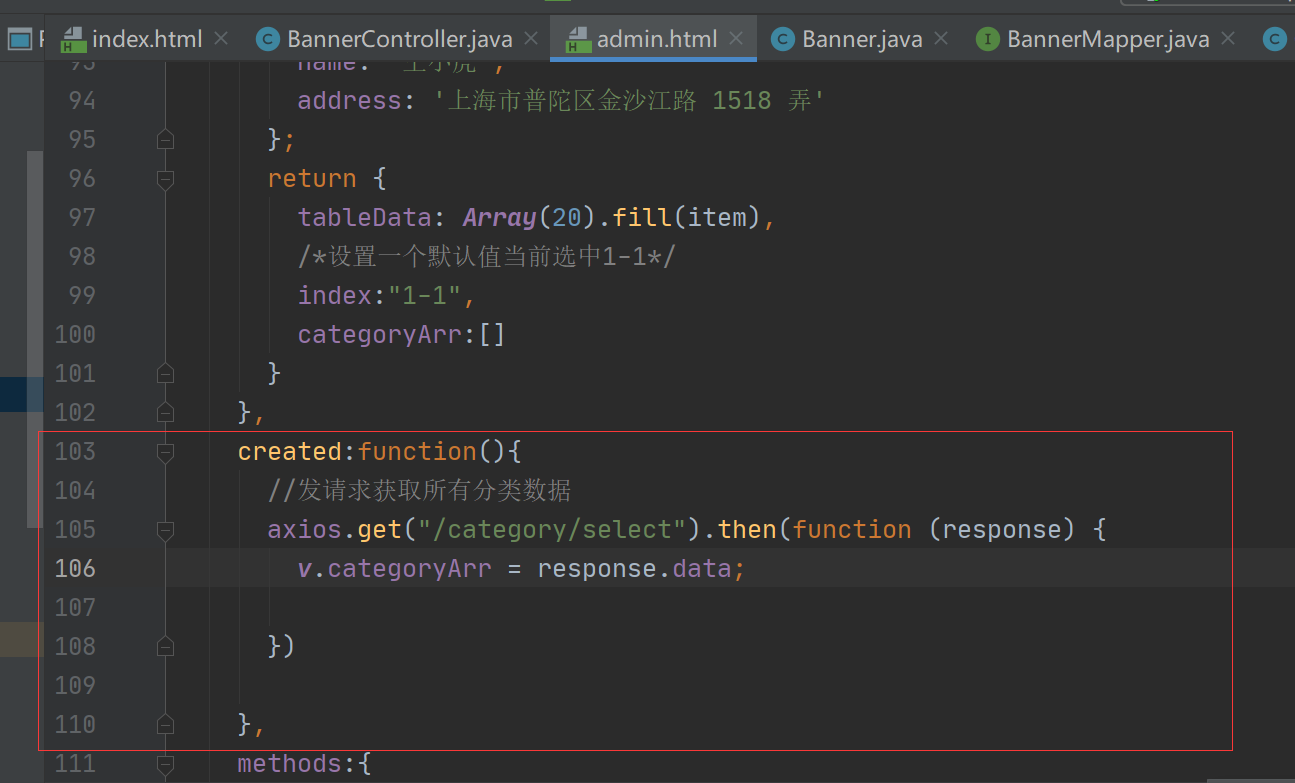 index.html BannerController.java admin.html Banner.java BannerMapper.java
93 name: '王小虎',
94 address: '上海市普陀区金沙江路 1518 弄'
95 };
96 return {
97 tableData: Array(20).fill(item),
98 /*设置一个默认值当前选中1-1*/
99 index:"1-1",
100 categoryArr:[]
101 }
102 },
103 created:function(){
104 //发请求获取所有分类数据
105 axios.get("/category/select").then(function (response) {
106 v.categoryArr = response.data;
107
108 })
109
110 },
111 methods:{